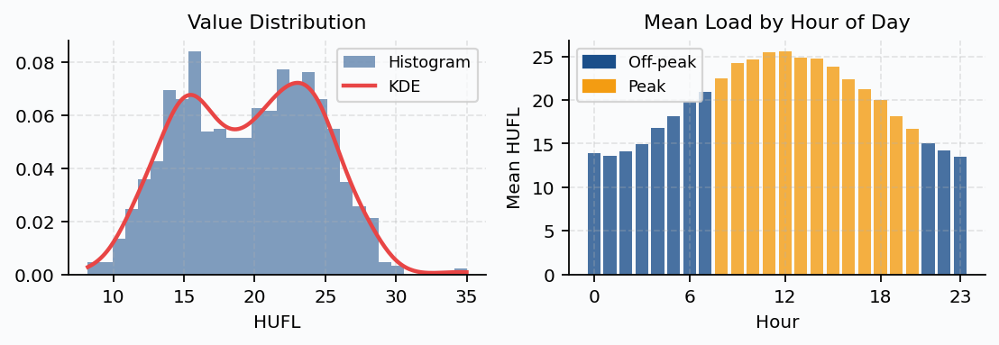 Value Distribution
0.08
0.06
0.04
0.02
0.00
Histogram
KDE
10 15 20 25 30 35
HUFL
Mean Load by Hour of Day
25
20
15
10
5
0
Mean HUFL
Off-peak
Peak
0 6 12 18 23
Hour